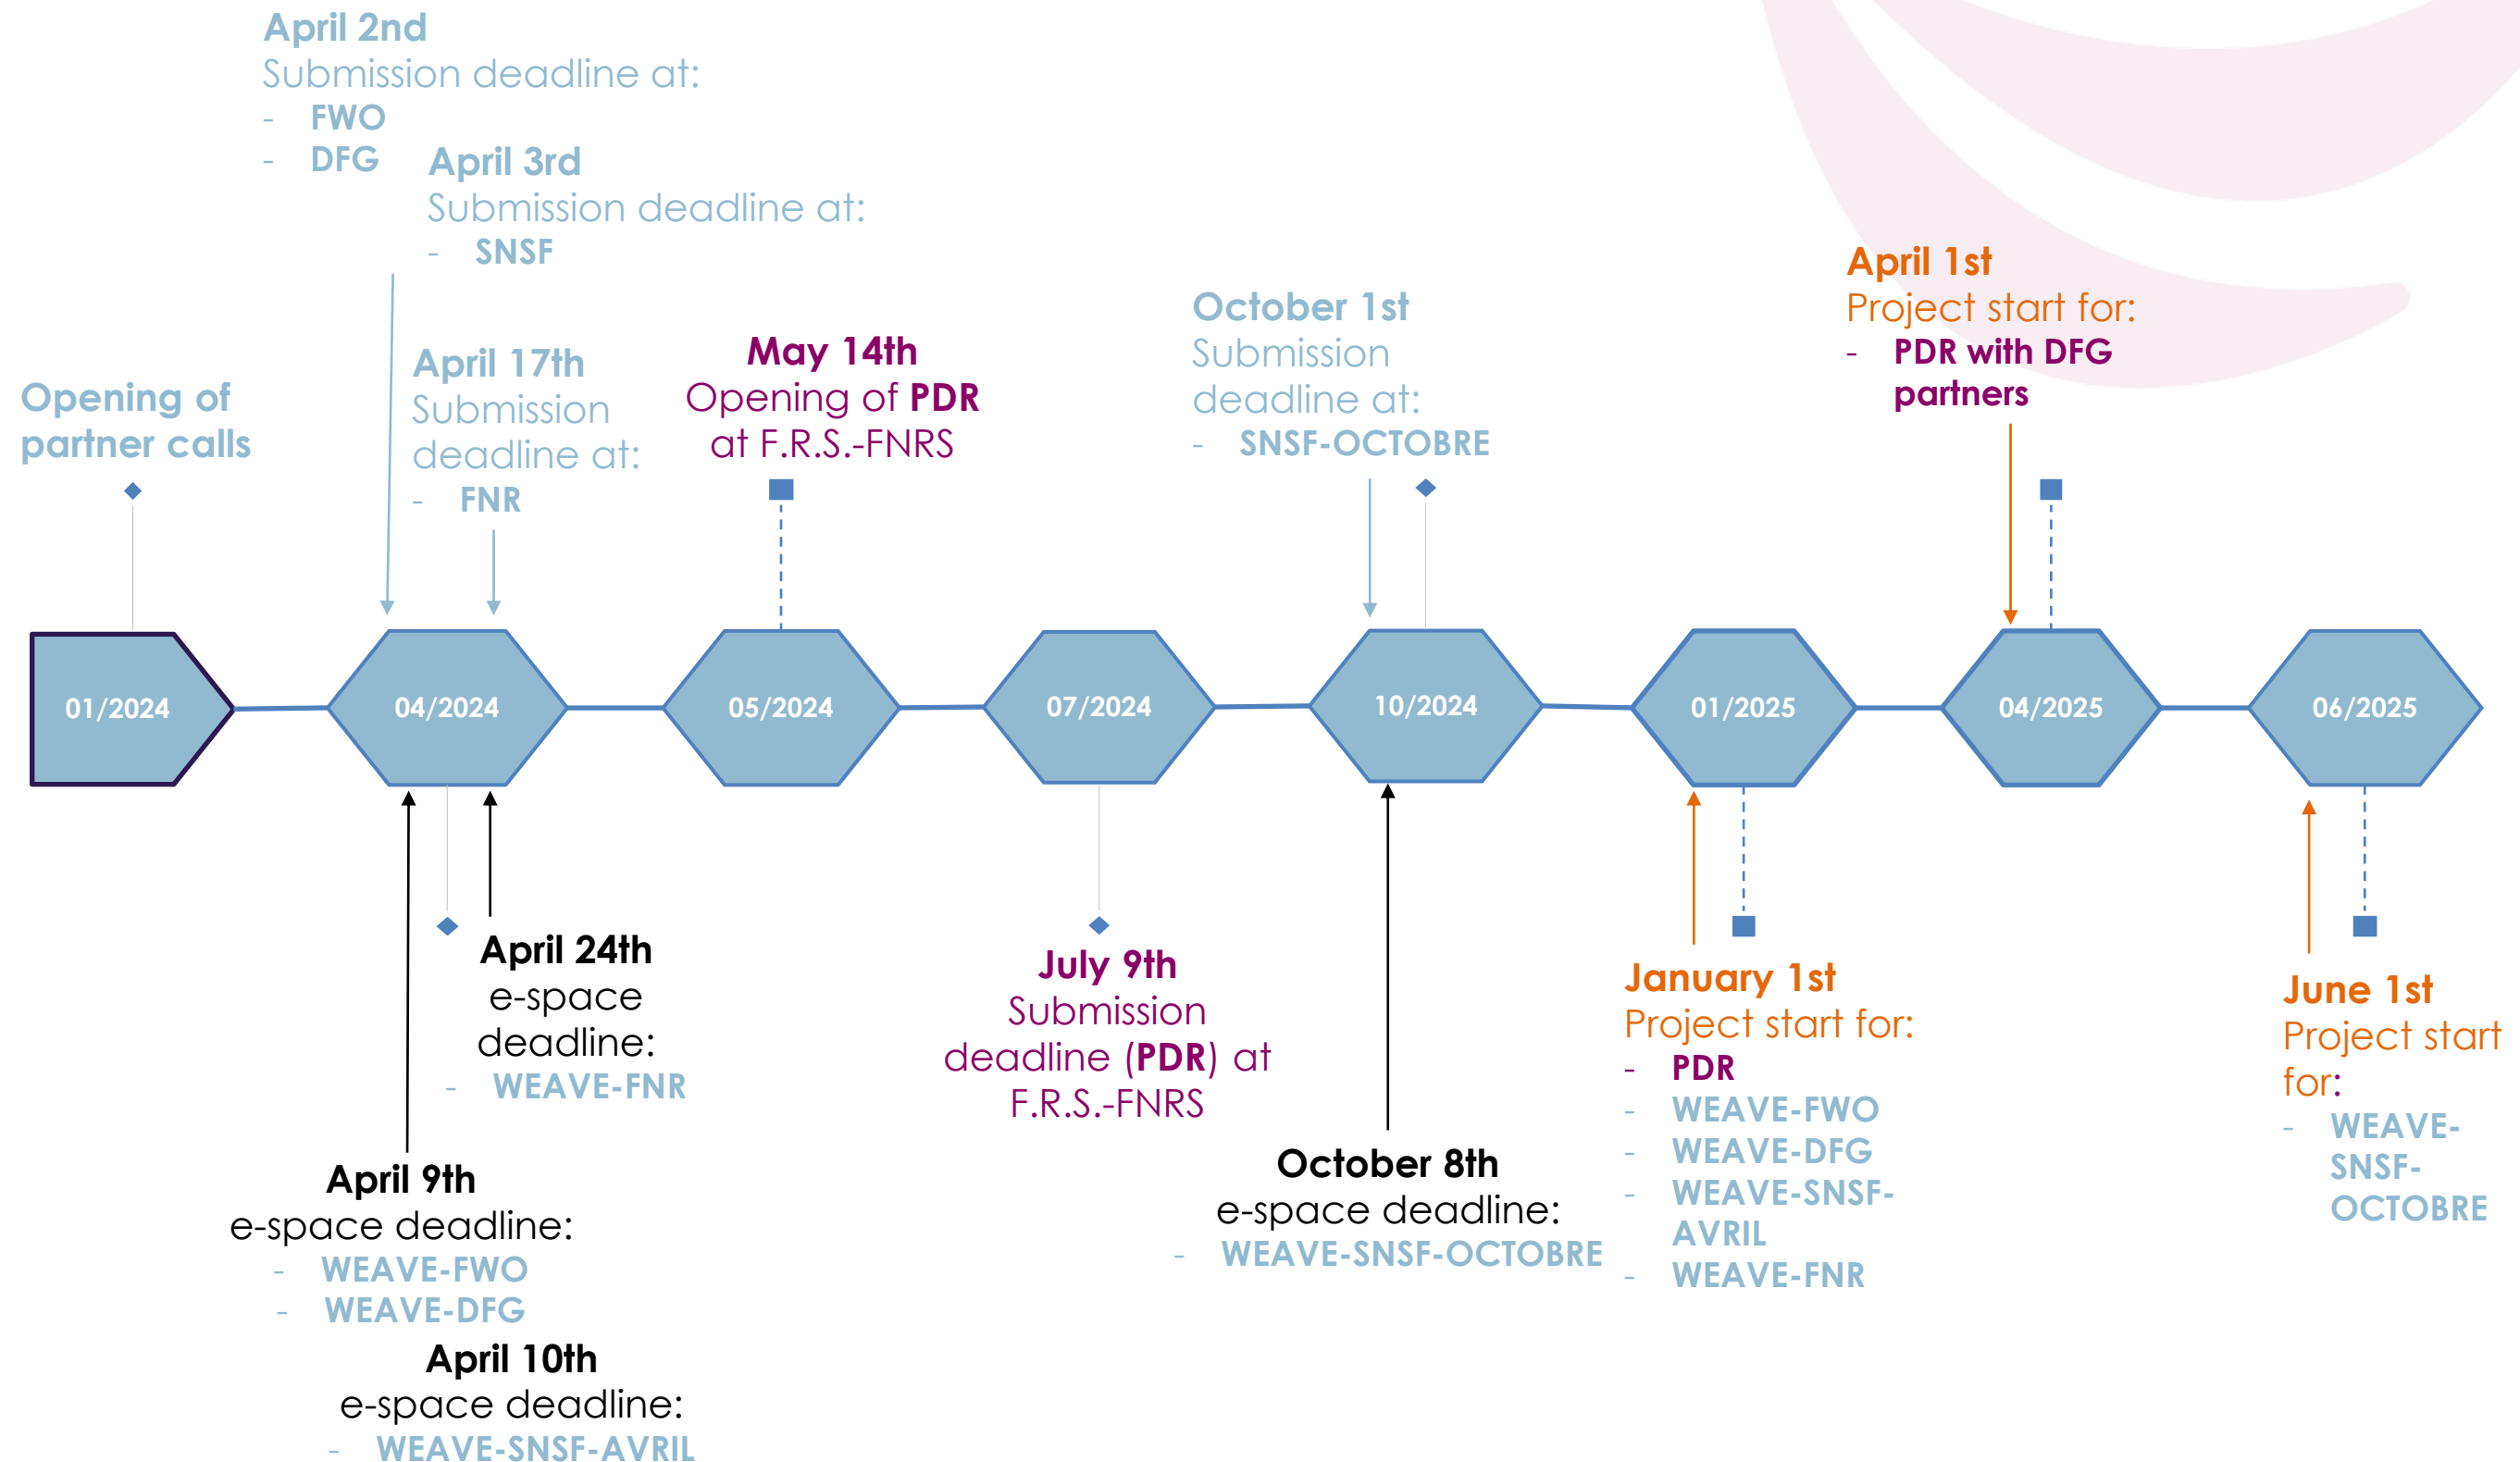 April 2nd
Submission deadline at:
- FWO
- DFG
April 3rd
Submission deadline at:
- SNSF
Opening of
partner calls
April 17th
Submission
deadline at:
- FNR
May 14th
Opening of PDR
at F.R.S.-FNRS
October 1st
Submission
deadline at:
- SNSF-OCTOBRE
April 1st
Project start for:
- PDR with DFG
partners
01/2024
04/2024
05/2024
07/2024
10/2024
01/2025
04/2025
06/2025
April 24th
e-space
deadline:
- WEAVE-FNR
April 9th
e-space deadline:
- WEAVE-FWO
- WEAVE-DFG
April 10th
e-space deadline:
- WEAVE-SNSF-AVRIL
July 9th
Submission
deadline (PDR) at
F.R.S.-FNRS
October 8th
e-space deadline:
- WEAVE-SNSF-OCTOBRE
January 1st
Project start for:
- PDR
- WEAVE-FWO
- WEAVE-DFG
- WEAVE-SNSF-
AVRIL
- WEAVE-FNR
June 1st
Project start
for:
- WEAVE-
SNSF-
OCTOBRE